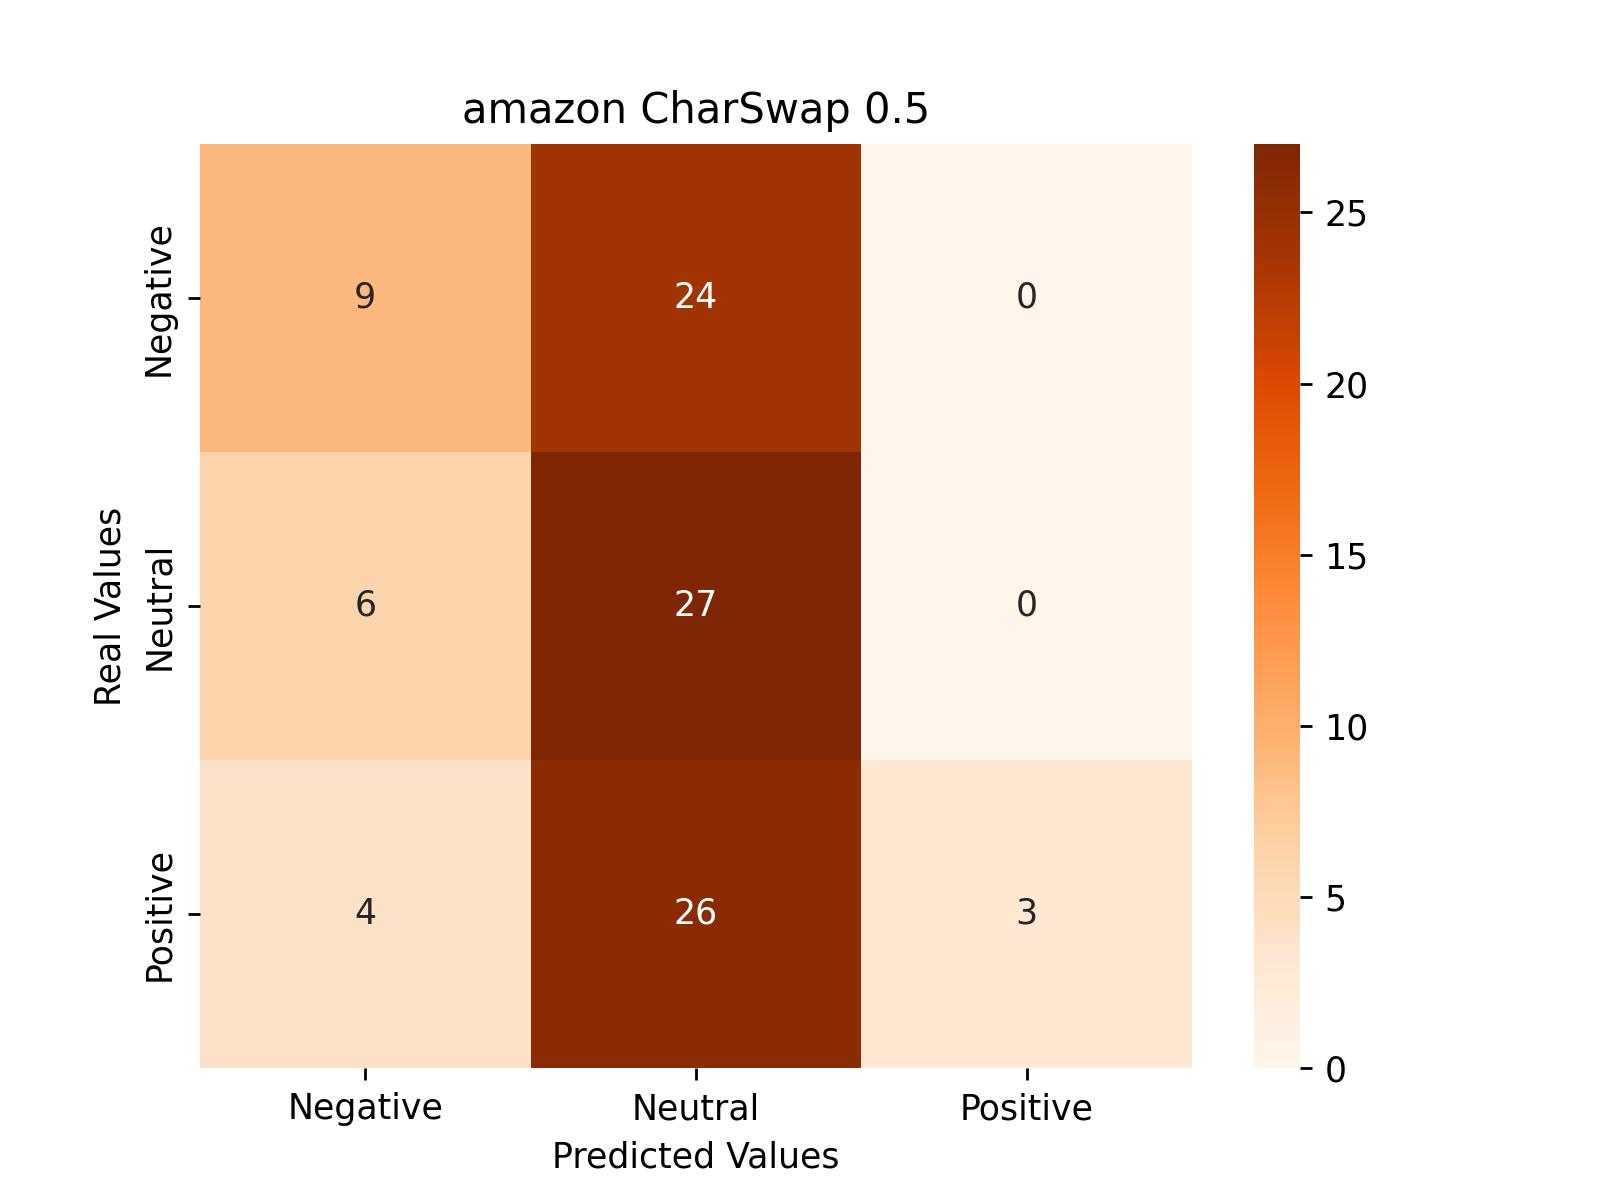 amazon CharSwap 0.5
Real Values
Negative
9 24 0
Neutral
6 27 0
Positive
4 26 3
Negative Neutral Positive
Predicted Values
25
20
15
10
5
0